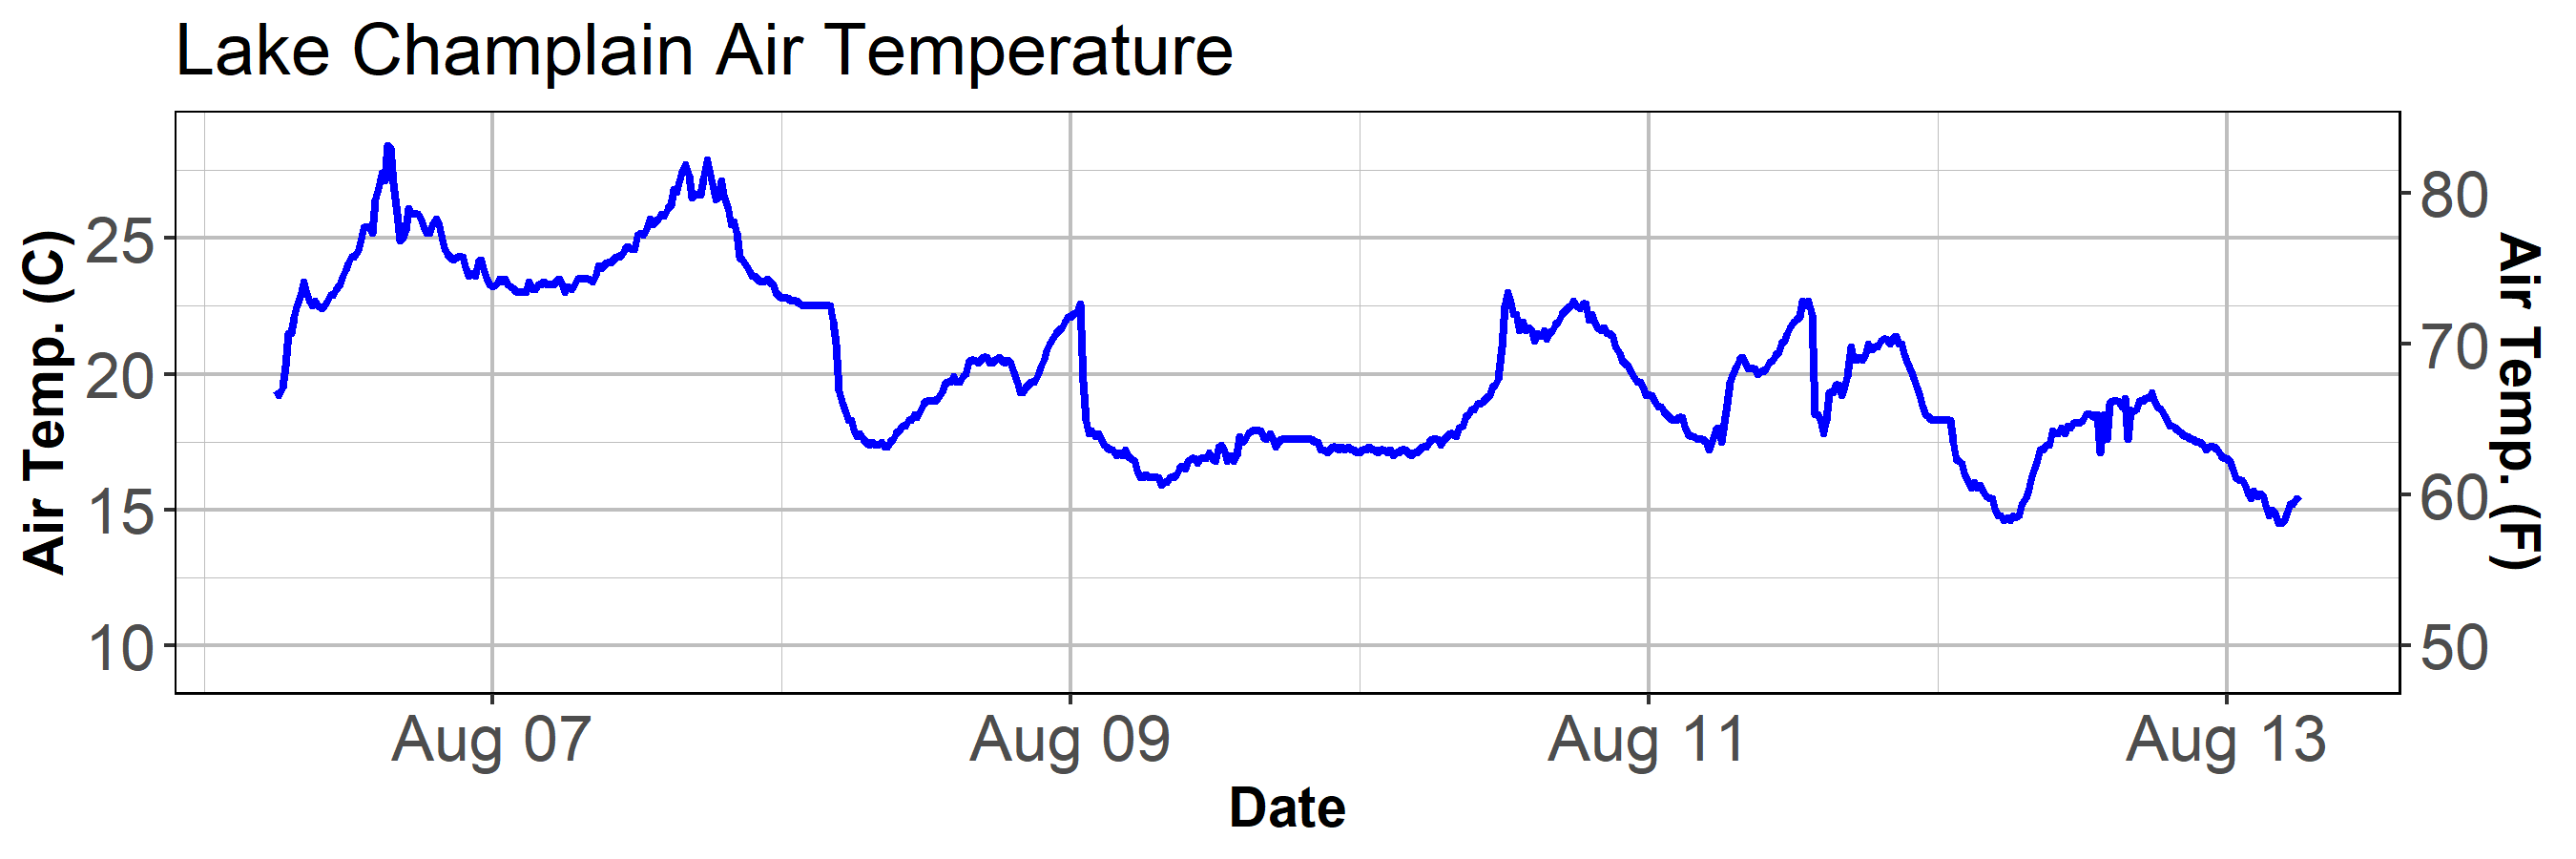 Lake Champlain Air Temperature
Air Temp. (C)
25
20
15
10
80
70
60
50
Air Temp. (F)
Aug 07
Aug 09
Aug 11
Aug 13
Date